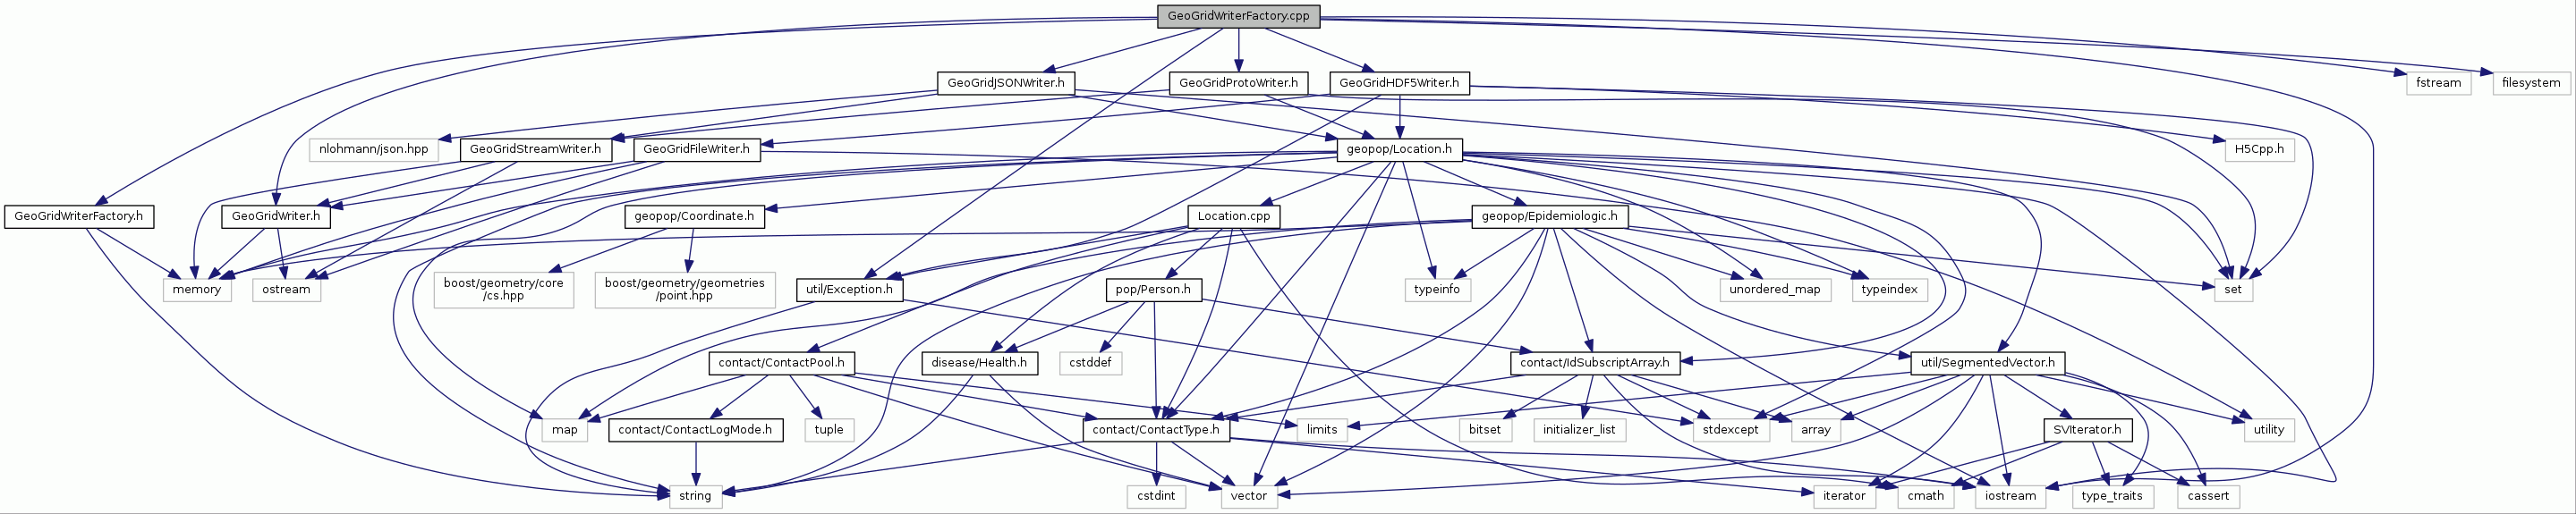 GeoGridWriterFactory.cpp
GeoGridJSONWriter.h
GeoGridProtoWriter.h
GeoGridHDF5Writer.h
fstream
filesystem
nlohmann/json.hpp
GeoGridStreamWriter.h
GeoGridFileWriter.h
geopop/Location.h
H5Cpp.h
GeoGridWriterFactory.h
GeoGridWriter.h
geopop/Coordinate.h
Location.cpp
geopop/Epidemiologic.h
memory
ostream
boost/geometry/core
/cs.hpp
boost/geometry/geometries
/point.hpp
util/Exception.h
pop/Person.h
typeinfo
unordered_map
typeindex
set
contact/ContactPool.h
disease/Health.h
cstddef
contact/IdSubscriptArray.h
util/SegmentedVector.h
map
contact/ContactLogMode.h
tuple
contact/ContactType.h
limits
bitset
initializer_list
stdexcept
array
SVIterator.h
utility
string
cstdint
vector
iterator
cmath
iostream
type_traits
cassert